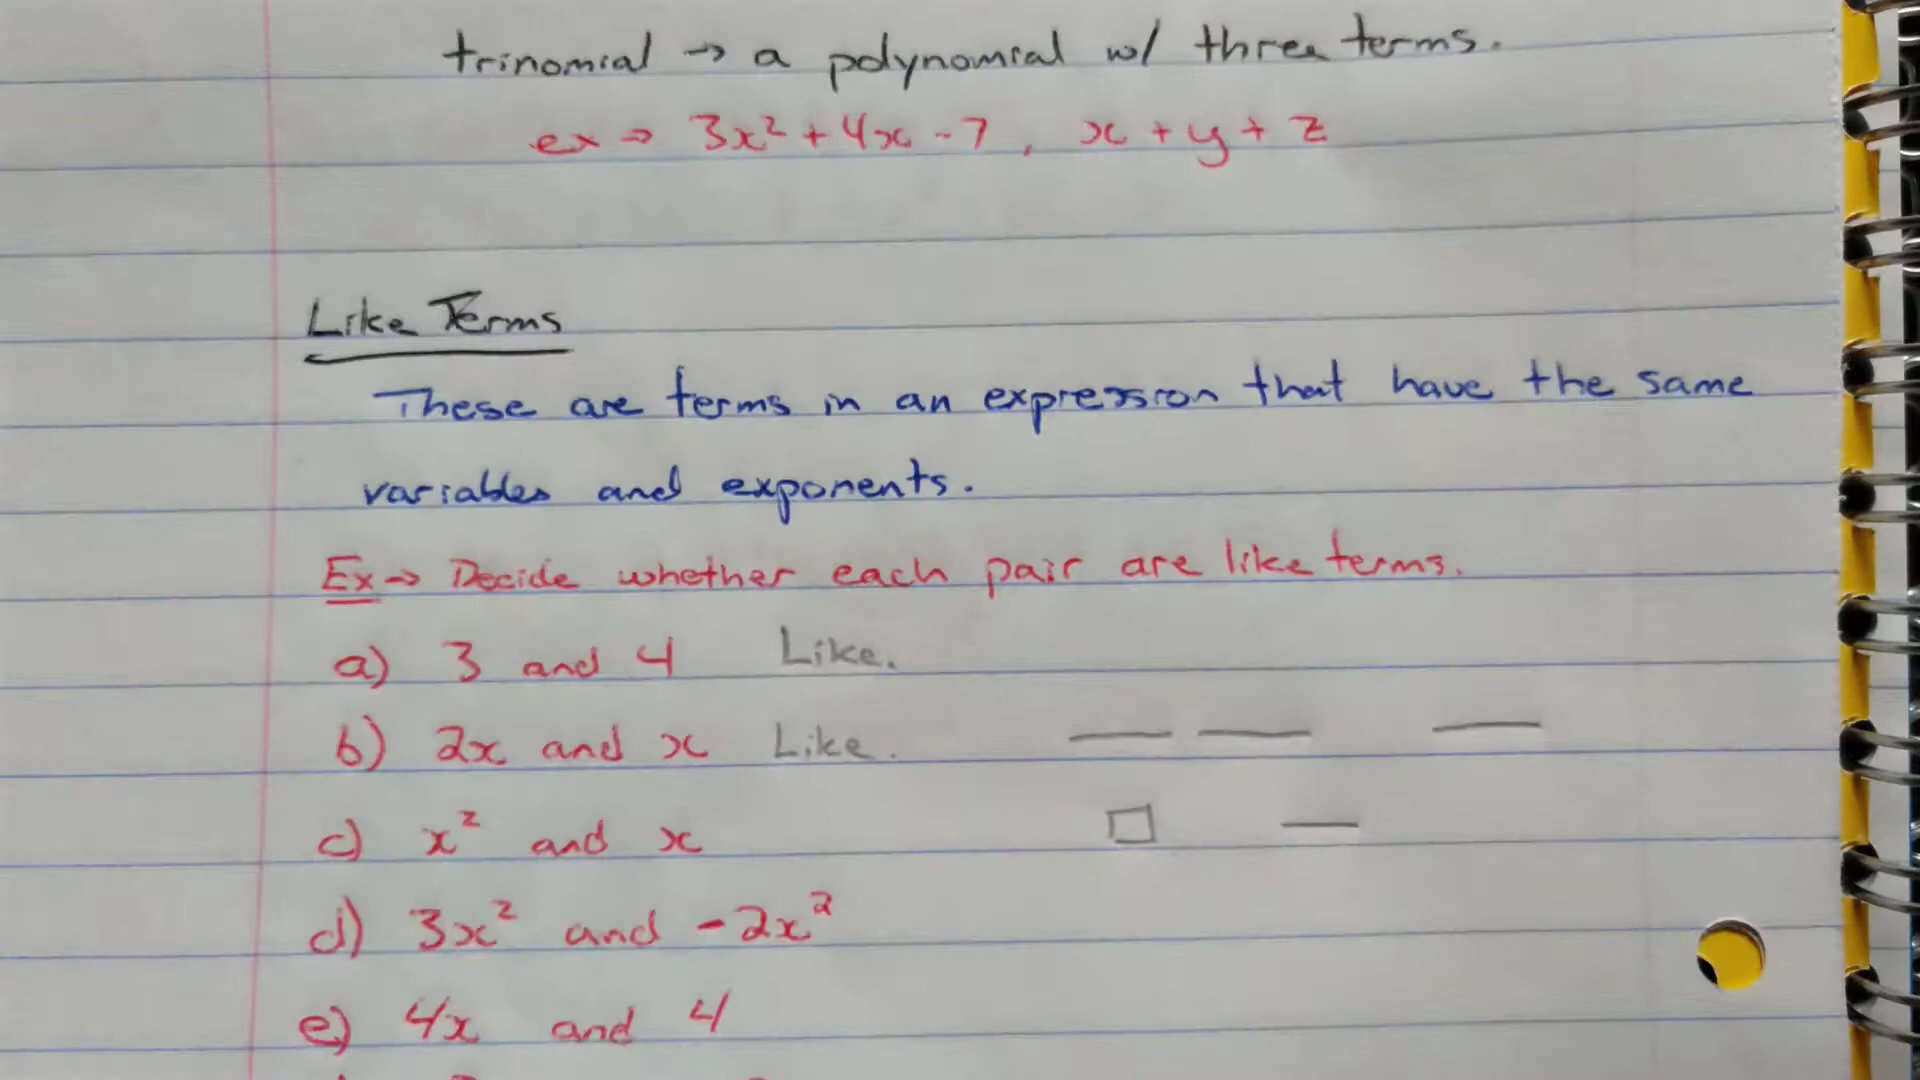 trinomial → a polynomial w/ three terms.
ex → 3x² + 4x - 7, x + y + z
Like Terms
These are terms in an expression that have the same
variables and exponents.
Ex → Decide whether each pair are like terms.
a) 3 and 4 Like.
b) 2x and x Like.
c) x² and x
d) 3x² and -2x²
e) 4x and 4